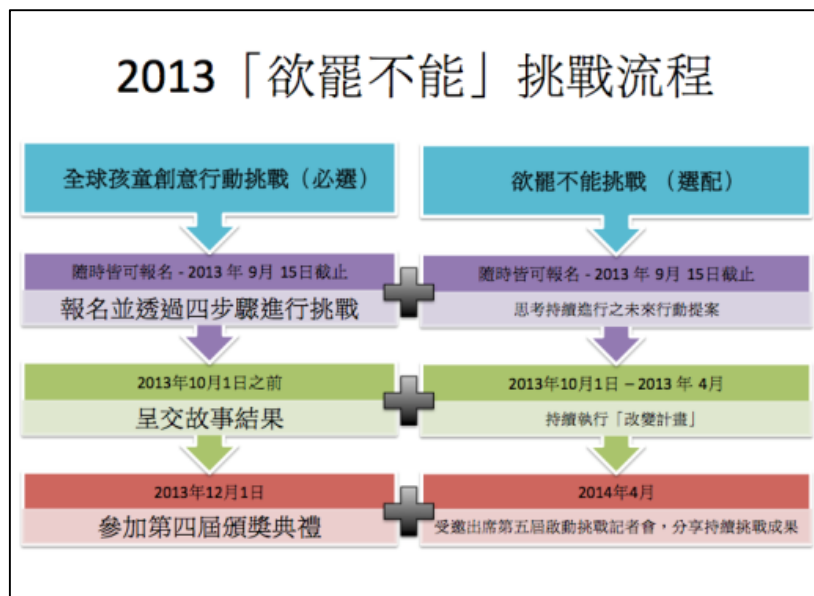 2013「欲罷不能」挑戰流程
全球孩童創意行動挑戰（必選）
隨時皆可報名 - 2013 年 9月 15日截止
報名並透過四步驟進行挑戰
2013年10月1日之前
呈交故事結果
2013年12月1日
參加第四屆頒獎典禮
欲罷不能挑戰 （選配）
隨時皆可報名 - 2013 年 9月 15日截止
思考持續進行之未來行動提案
2013年10月1日 – 2013 年 4月
持續執行「改變計畫」
2014年4月
受邀出席第五屆啟動挑戰記者會，分享持續挑戰成果